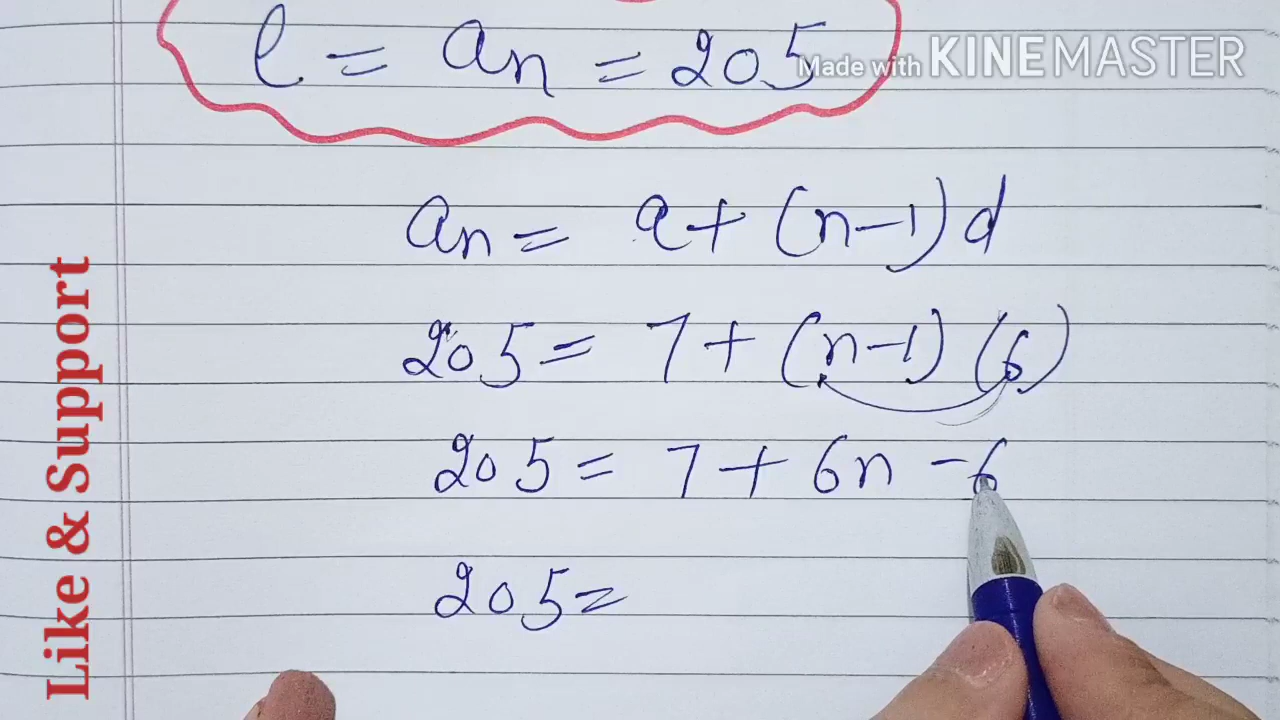 l = an = 205
Made with KINEMASTER
an = a + (n-1) d
205 = 7 + (n-1) (6)
205 = 7 + 6n - 6
205 =
Like & Support